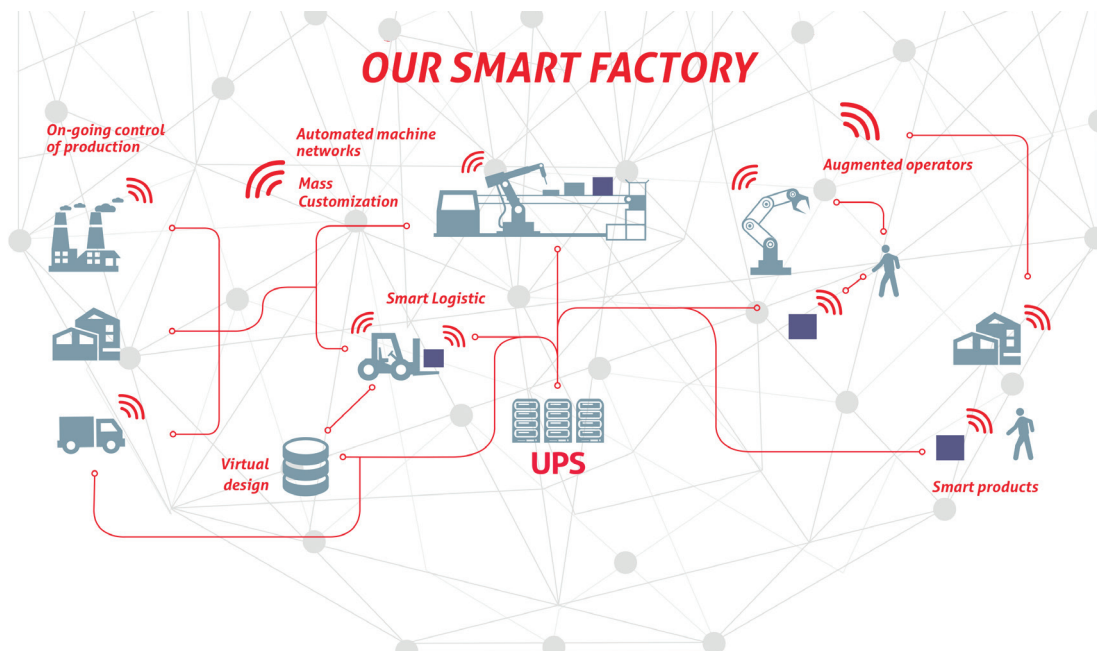 OUR SMART FACTORY
On-going control
of production
Automated machine
networks
Mass
Customization
Augmented operators
Smart Logistic
Virtual
design
UPS
Smart products